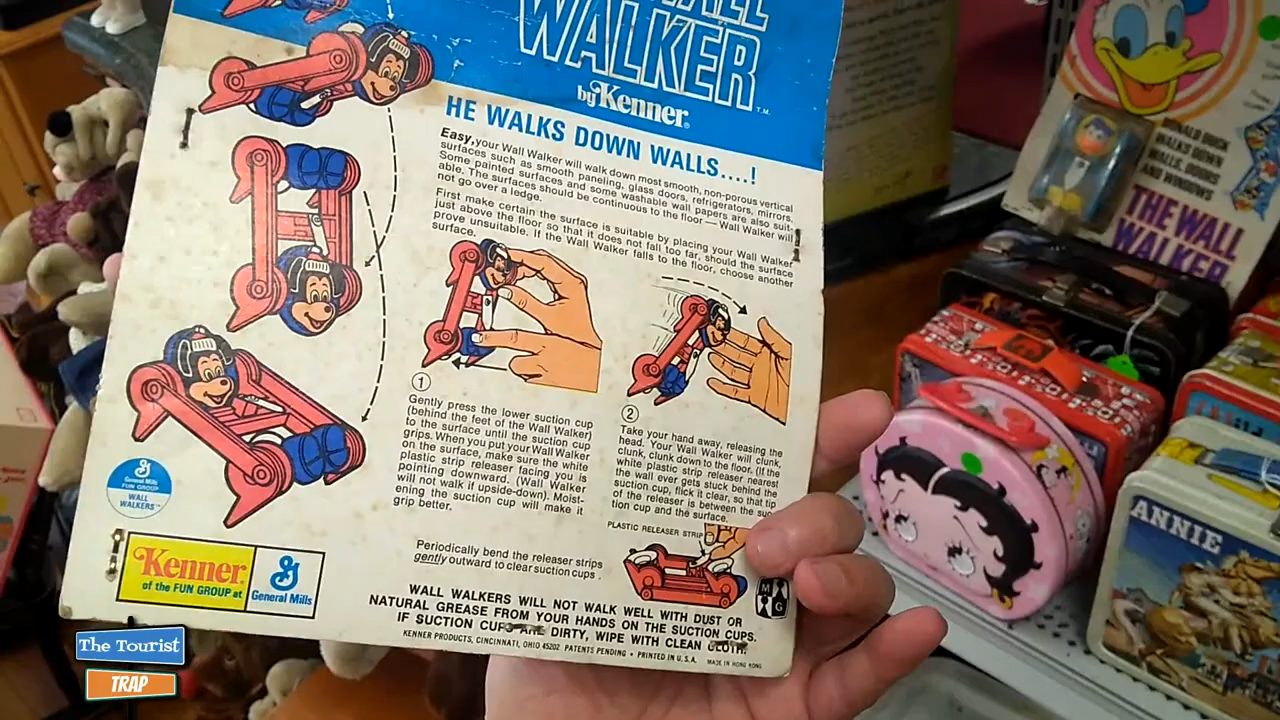 WALL
WALKER™
by Kenner®
HE WALKS DOWN WALLS....!
Easy, your Wall Walker will walk down most smooth, non-porous vertical
surfaces such as smooth paneling, glass doors, refrigerators, mirrors.
Some painted surfaces and some washable wall papers are also suit-
able. The surfaces should be continuous to the floor — Wall Walker will
not go over a ledge.
First make certain the surface is suitable by placing your Wall Walker
just above the floor so that it does not fall too far, should the surface
prove unsuitable. If the Wall Walker falls to the floor, choose another
surface.
1
Gently press the lower suction cup
(behind the feet of the Wall Walker)
to the surface until the suction cup
grips. When you put your Wall Walker
on the surface, make sure the white
plastic strip releaser facing you is
pointing downward. (Wall Walker
will not walk if upside-down). Moist-
ening the suction cup will make it
grip better.
2
Take your hand away, releasing the
head. Your Wall Walker will clunk,
clunk, clunk down to the floor. (If the
white plastic strip releaser nearest
the wall ever gets stuck behind the
suction cup, flick it clear, so that tip
of the releaser is between the suc-
tion cup and the surface.
PLASTIC RELEASER STRIP
Periodically bend the releaser strips
gently outward to clear suction cups.
WALL WALKERS WILL NOT WALK WELL WITH DUST OR
NATURAL GREASE FROM YOUR HANDS ON THE SUCTION CUPS.
IF SUCTION CUPS ARE DIRTY, WIPE WITH CLEAN CLOTH.
KENNER PRODUCTS, CINCINNATI, OHIO 45202. PATENTS PENDING • PRINTED IN U.S.A.
MADE IN HONG KONG
M G
General Mills
FUN GROUP
WALL
WALKERS™
Kenner
of the FUN GROUP at
G
General Mills
DONALD DUCK
WALKS DOWN
WALLS, DOORS
AND WINDOWS
THE WALL
WALKER
ANNIE
The Tourist
TRAP